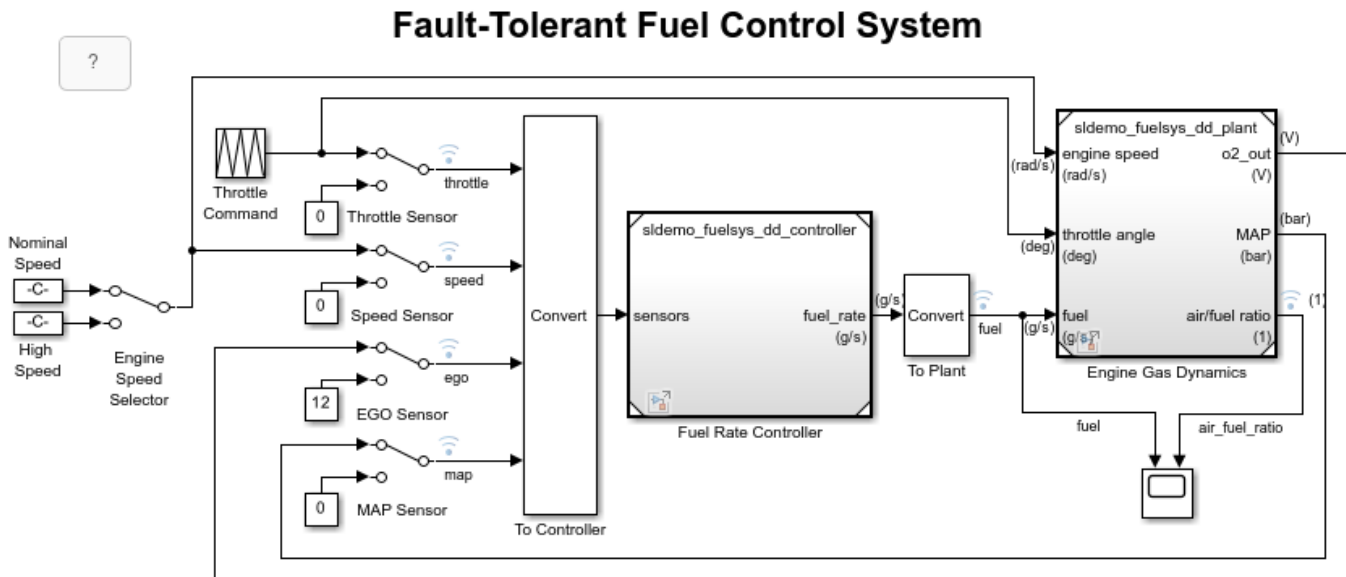 Fault-Tolerant Fuel Control System
?
Throttle
Command
throttle
0
Throttle Sensor
Nominal
Speed
-C-
-C-
High
Speed
Engine
Speed
Selector
speed
0
Speed Sensor
ego
12
EGO Sensor
map
0
MAP Sensor
Convert
To Controller
sldemo_fuelsys_dd_controller
sensors
fuel_rate
(g/s)
Fuel Rate Controller
(g/s)
Convert
To Plant
fuel
(rad/s)
(deg)
(g/s)
sldemo_fuelsys_dd_plant
engine speed
(rad/s)
o2_out
(V)
throttle angle
(deg)
MAP
(bar)
fuel
(g/s)
air/fuel ratio
(1)
Engine Gas Dynamics
(V)
(bar)
(1)
fuel
air_fuel_ratio